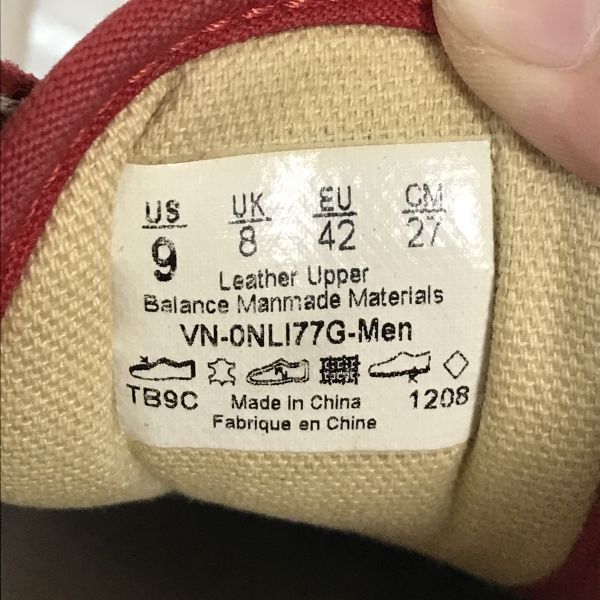 US UK EU CM
9 8 42 27
Leather Upper
Balance Manmade Materials
VN-0NLI77G-Men
TB9C Made in China 1208
Fabrique en Chine